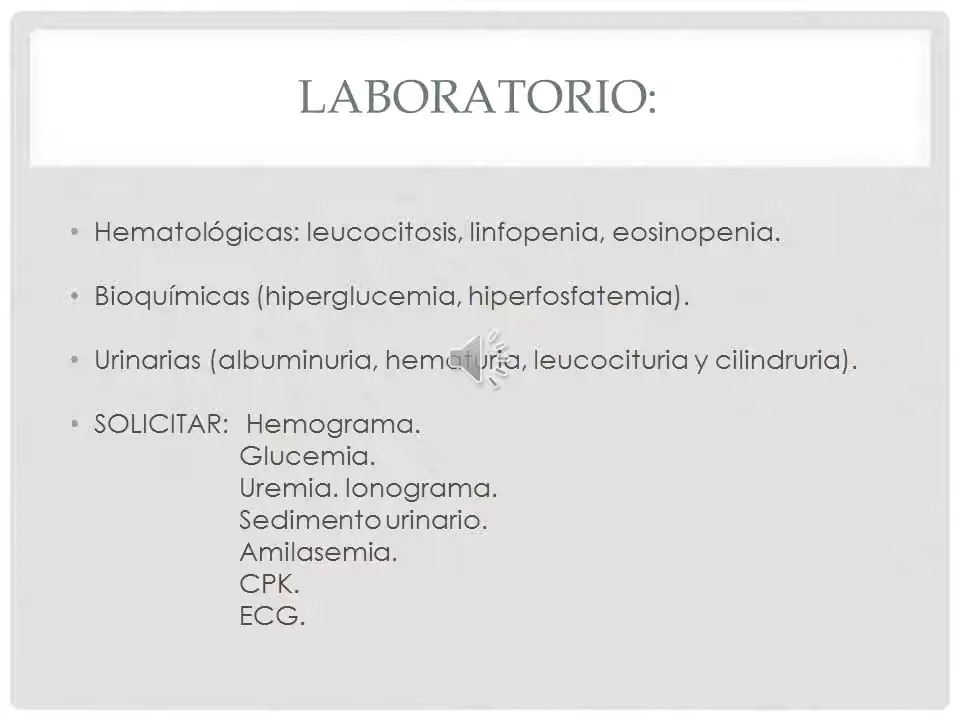 LABORATORIO:
• Hematológicas: leucocitosis, linfopenia, eosinopenia.
• Bioquímicas (hiperglucemia, hiperfosfatemia).
• Urinarias (albuminuria, hematuria, leucocituria y cilindruria).
• SOLICITAR: Hemograma.
Glucemia.
Uremia. Ionograma.
Sedimento urinario.
Amilasemia.
CPK.
ECG.